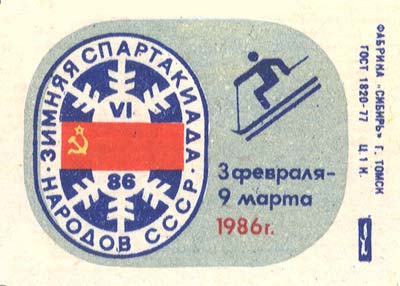 ЗИМНЯЯ СПАРТАКИАДА
НАРОДОВ СССР
VI
86
3 февраля-
9 марта
1986г.
ФАБРИКА „СИБИРЬ" Г. ТОМСК
ГОСТ 1820-77 Ц 1 К.